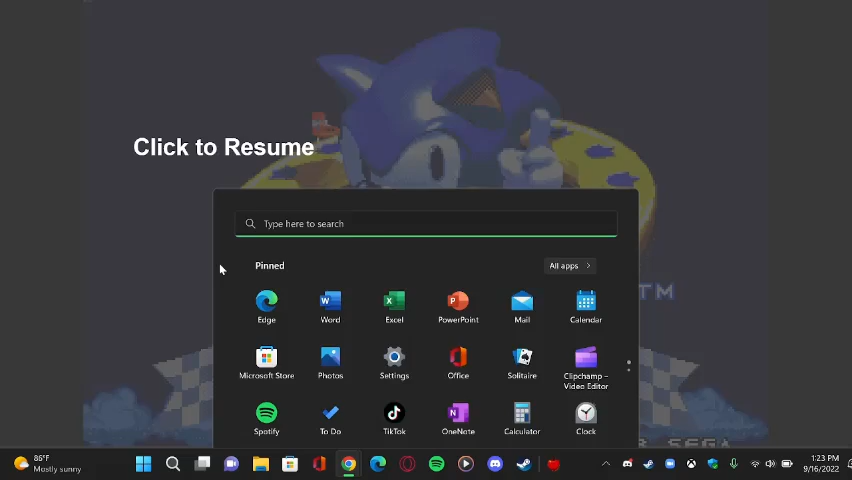 Click to Resume
Type here to search
Pinned
All apps
Edge
Word
Excel
PowerPoint
Mail
Calendar
Microsoft Store
Photos
Settings
Office
Solitaire
Clipchamp –
Video Editor
Spotify
To Do
TikTok
OneNote
Calculator
Clock
TM
SEGA
86°F
Mostly sunny
1:23 PM
9/16/2022